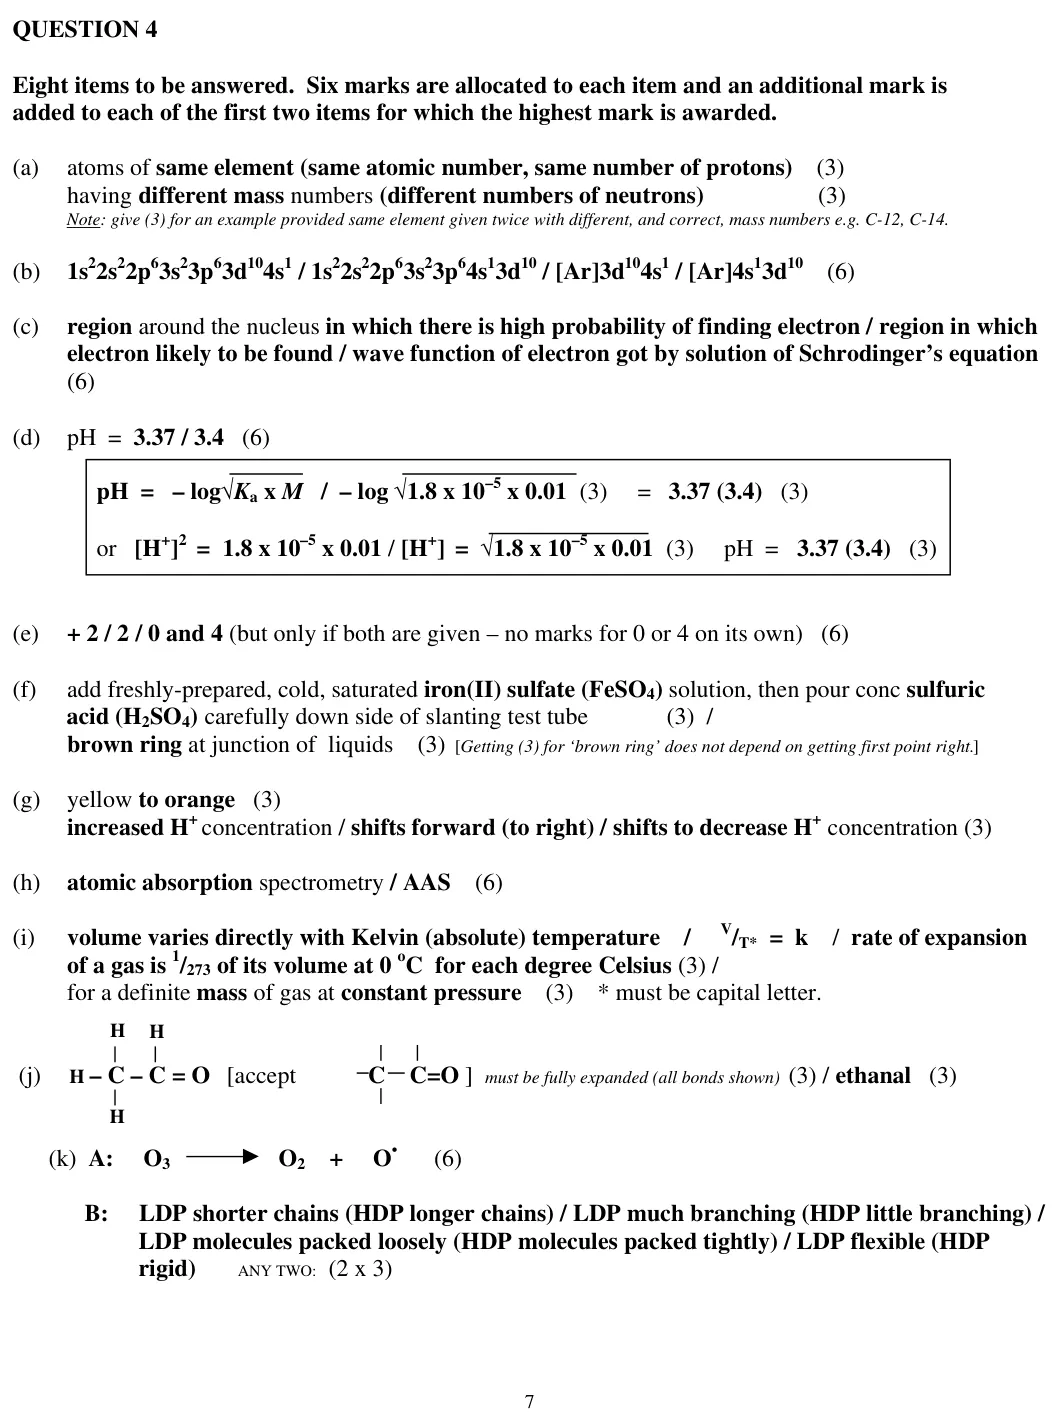 QUESTION 4
Eight items to be answered.  Six marks are allocated to each item and an additional mark is
added to each of the first two items for which the highest mark is awarded.
(a) atoms of same element (same atomic number, same number of protons) (3)
having different mass numbers (different numbers of neutrons) (3)
Note: give (3) for an example provided same element given twice with different, and correct, mass numbers e.g. C-12, C-14.
(b) 1s²2s²2p⁶3s²3p⁶3d¹⁰4s¹ / 1s²2s²2p⁶3s²3p⁶4s¹3d¹⁰ / [Ar]3d¹⁰4s¹ / [Ar]4s¹3d¹⁰ (6)
(c) region around the nucleus in which there is high probability of finding electron / region in which
electron likely to be found / wave function of electron got by solution of Schrodinger’s equation
(6)
(d) pH = 3.37 / 3.4 (6)
pH = – log√Kₐ x M / – log √1.8 x 10⁻⁵ x 0.01 (3) = 3.37 (3.4) (3)
or [H⁺]² = 1.8 x 10⁻⁵ x 0.01 / [H⁺] = √1.8 x 10⁻⁵ x 0.01 (3) pH = 3.37 (3.4) (3)
(e) + 2 / 2 / 0 and 4 (but only if both are given – no marks for 0 or 4 on its own) (6)
(f) add freshly-prepared, cold, saturated iron(II) sulfate (FeSO₄) solution, then pour conc sulfuric
acid (H₂SO₄) carefully down side of slanting test tube (3) /
brown ring at junction of liquids (3) [Getting (3) for ‘brown ring’ does not depend on getting first point right.]
(g) yellow to orange (3)
increased H⁺ concentration / shifts forward (to right) / shifts to decrease H⁺ concentration (3)
(h) atomic absorption spectrometry / AAS (6)
(i) volume varies directly with Kelvin (absolute) temperature / V/T* = k / rate of expansion
of a gas is 1/273 of its volume at 0 °C for each degree Celsius (3) /
for a definite mass of gas at constant pressure (3) * must be capital letter.
H H
| | | |
(j) H – C – C = O [accept –C– C=O ] must be fully expanded (all bonds shown) (3) / ethanal (3)
| |
H
(k) A: O₃ ⟶ O₂ + O• (6)
B: LDP shorter chains (HDP longer chains) / LDP much branching (HDP little branching) /
LDP molecules packed loosely (HDP molecules packed tightly) / LDP flexible (HDP
rigid) ANY TWO: (2 x 3)
7